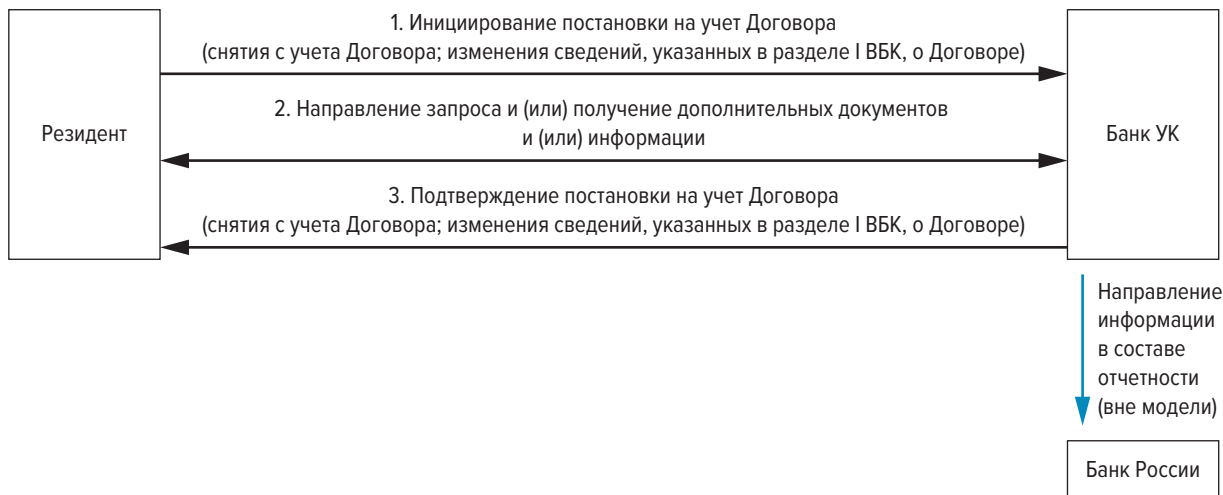 1. Инициирование постановки на учет Договора
(снятия с учета Договора; изменения сведений, указанных в разделе I ВБК, о Договоре)
2. Направление запроса и (или) получение дополнительных документов
и (или) информации
Резидент
Банк УК
3. Подтверждение постановки на учет Договора
(снятия с учета Договора; изменения сведений, указанных в разделе I ВБК, о Договоре)
Направление
информации
в составе
отчетности
(вне модели)
Банк России